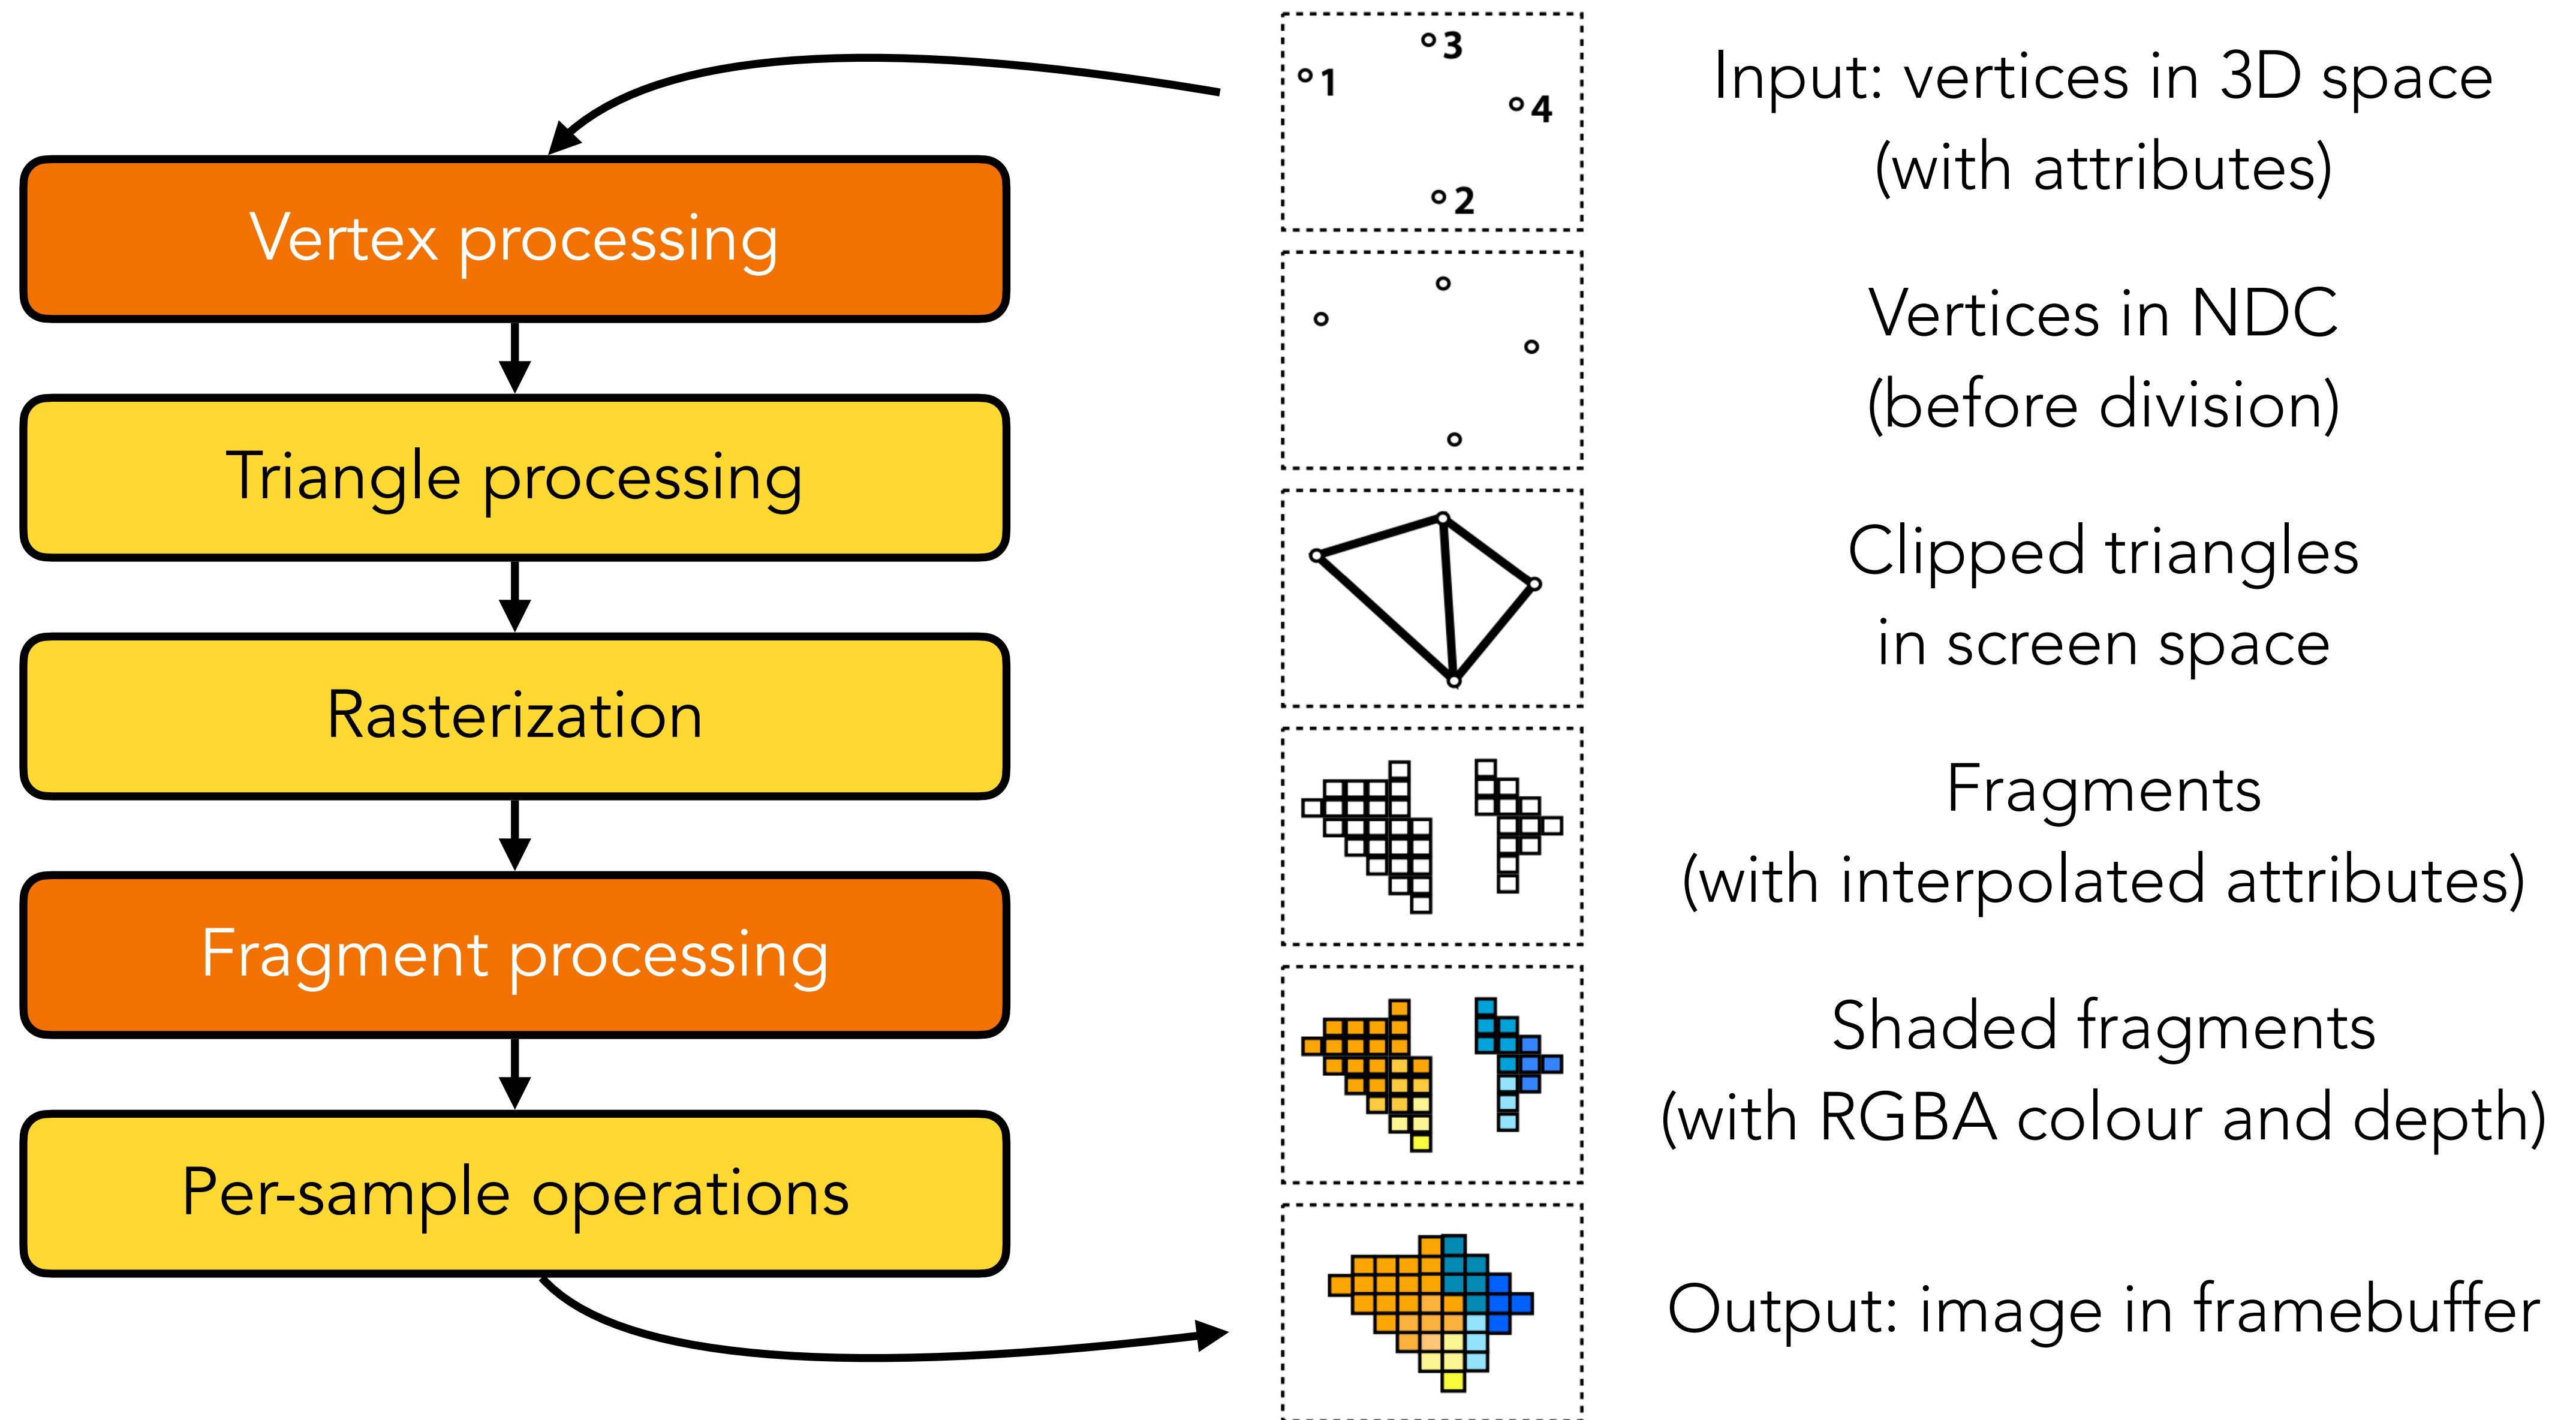 3
1
4
2
Input: vertices in 3D space
(with attributes)
Vertex processing
Vertices in NDC
(before division)
Triangle processing
Clipped triangles
in screen space
Rasterization
Fragments
(with interpolated attributes)
Fragment processing
Shaded fragments
(with RGBA colour and depth)
Per-sample operations
Output: image in framebuffer